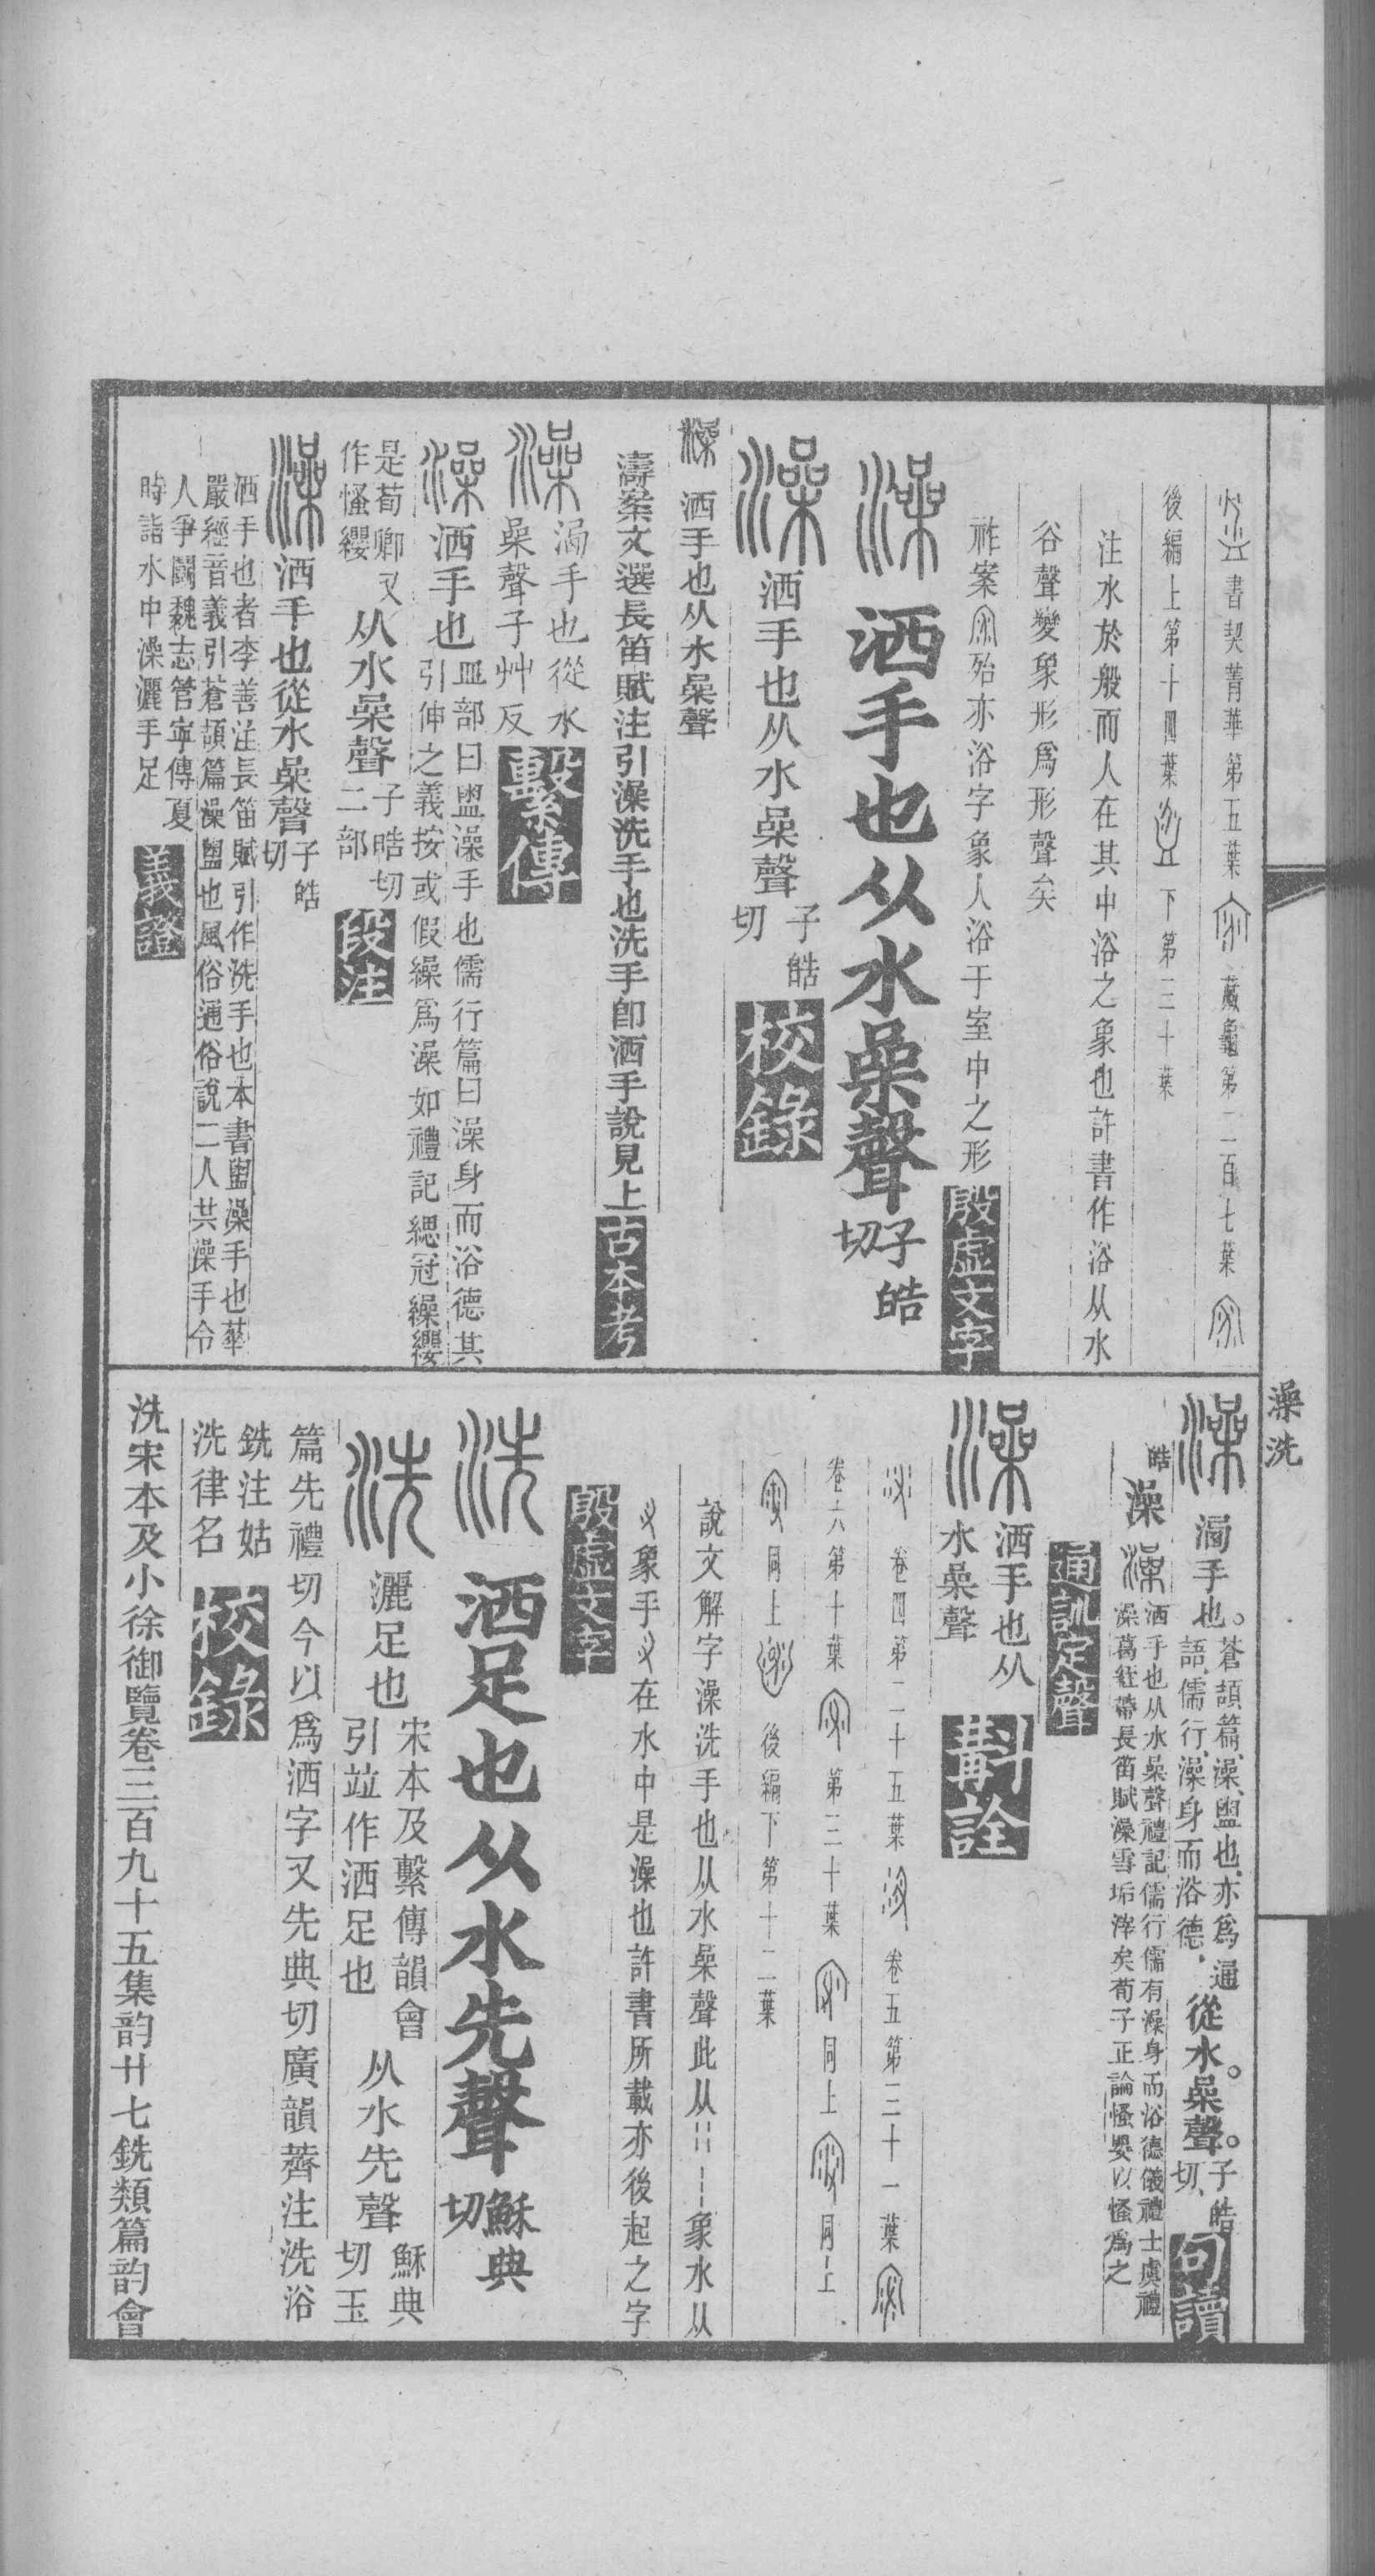 書契菁華第五葉 藏龜第二百七葉
後編上第十四葉 下第三十葉
注水於般而人在其中浴之象也許書作浴从水
谷聲變象形爲形聲矣
祚案 殆亦浴字象人浴于室中之形 殷虛文字
澡 洒手也从水喿聲 子皓切
澡 洒手也从水喿聲 子皓切 校錄
澡 洒手也从水喿聲
濤案文選長笛賦注引澡洗手也洗手卽洒手說見上 古本考
澡 濁手也從水喿聲子艸反 繫傳
澡 洒手也 皿部曰盥澡手也儒行篇曰澡身而浴德其
引伸之義按或假繰爲澡如禮記緦冠繰纓
是荀卿又作慅纓 从水喿聲 子皓切二部 段注
澡 洒手也從水喿聲 子皓切
洒手也者李善注長笛賦引作洗手也本書盥澡手也華
嚴經音義引蒼頡篇澡盥也風俗通俗說二人共澡手令
人爭鬭魏志管寧傳夏
時詣水中澡灑手足 義證
澡洗
澡 濁手也。蒼頡篇、澡、盥也、亦爲通語、儒行、澡身而浴德、從水。喿聲。子皓切、 句讀
皓 澡 澡 洒手也从水喿聲禮記儒行儒有澡身而浴德儀禮士虞禮
澡葛絰帶長笛賦澡雪垢滓矣荀子正論慅嬰以慅爲之
通訓定聲
澡 洒手也从水喿聲 斠詮
卷四第二十五葉 卷五第三十一葉
卷六第十葉 第三十葉 同上 同上
同上 後編下第十二葉
說文解字澡洗手也从水喿聲此从 象水从
象手 在水中是澡也許書所載亦後起之字
殷虛文字
洗 洒足也从水先聲 穌典切
洗 灑足也 宋本及繫傳韻會引竝作洒足也 从水先聲 穌典切玉
篇先禮切今以爲洒字又先典切廣韻薺注洗浴
銑注姑洗律名 校錄
洗宋本及小徐御覽卷三百九十五集韵廿七銑類篇韵會